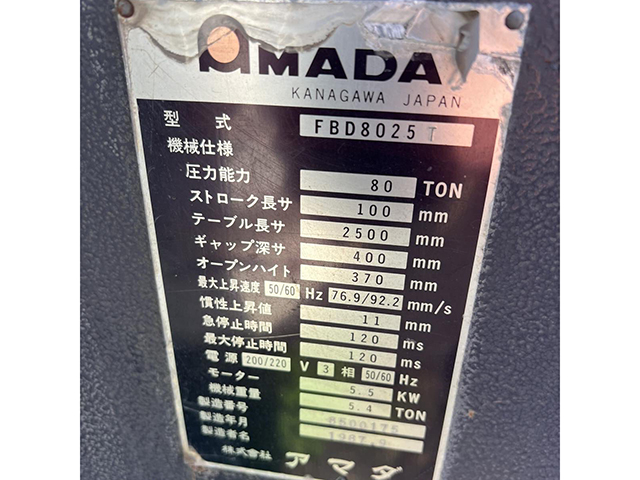 AMADA
KANAGAWA JAPAN
型式 FBD8025 T
機械仕様
圧力能力 80 TON
ストローク長サ 100 mm
テーブル長サ 2500 mm
ギャップ深サ 400 mm
オープンハイト 370 mm
最大上昇速度 50/60 Hz 76.9/92.2 mm/s
慣性上昇値 11 mm
急停止時間 120 ms
最大停止時間 120 ms
電源 200/220 V 3 相 50/60 Hz
モーター 5.5 KW
機械重量 5.4 TON
製造番号 8500175
製造年月 1987.9
製造者名
株式会社 アマダ